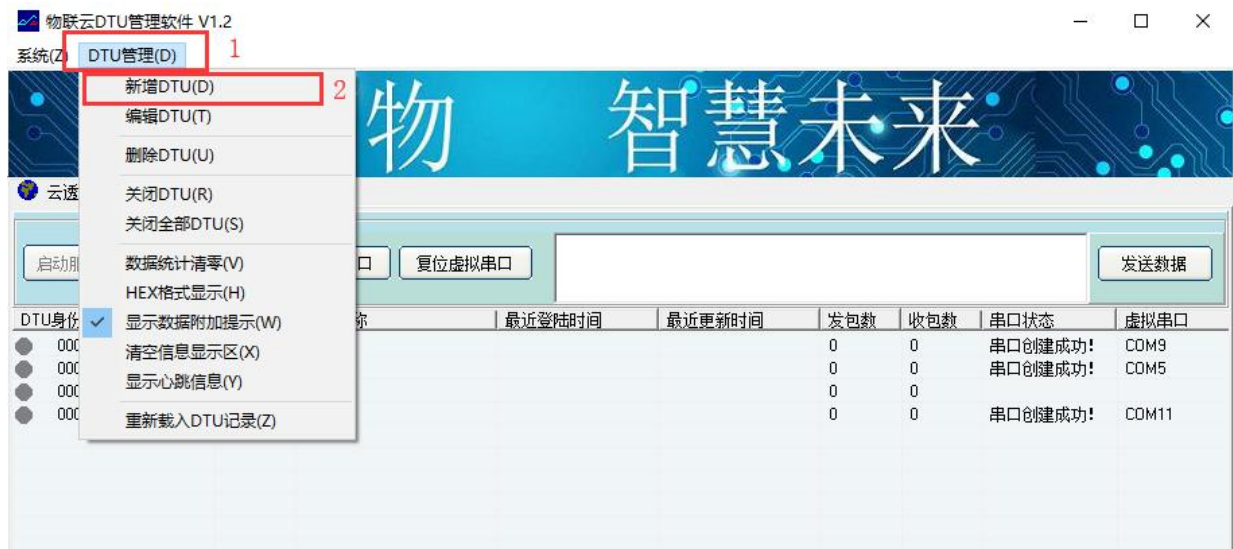 物联云DTU管理软件 V1.2
系统(Z) DTU管理(D) 1
新增DTU(D) 2
编辑DTU(T)
删除DTU(U)
关闭DTU(R)
关闭全部DTU(S)
数据统计清零(V)
HEX格式显示(H)
显示数据附加提示(W)
清空信息显示区(X)
显示心跳信息(Y)
重新载入DTU记录(Z)
物 智慧未来
云透
启动 口 复位虚拟串口 发送数据
DTU身份 称 最近登陆时间 最近更新时间 发包数 收包数 串口状态 虚拟串口
000 0 0 串口创建成功! COM9
000 0 0 串口创建成功! COM5
000 0 0
000 0 0 串口创建成功! COM11